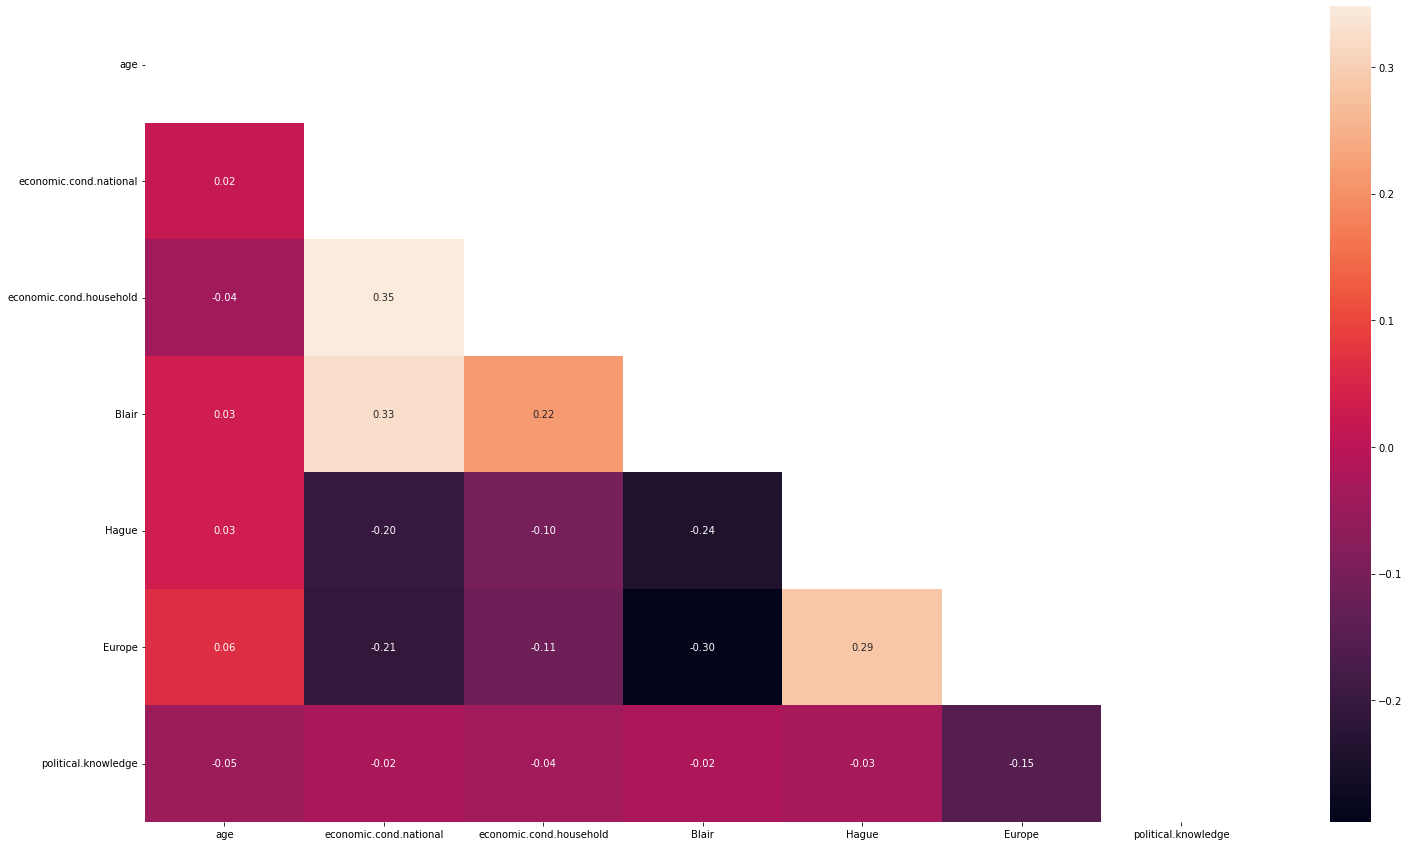 age
economic.cond.national
0.02
economic.cond.household
-0.04 0.35
Blair
0.03 0.33 0.22
Hague
0.03 -0.20 -0.10 -0.24
Europe
0.06 -0.21 -0.11 -0.30 0.29
political.knowledge
-0.05 -0.02 -0.04 -0.02 -0.03 -0.15
age economic.cond.national economic.cond.household Blair Hague Europe political.knowledge
0.3
0.2
0.1
0.0
−0.1
−0.2